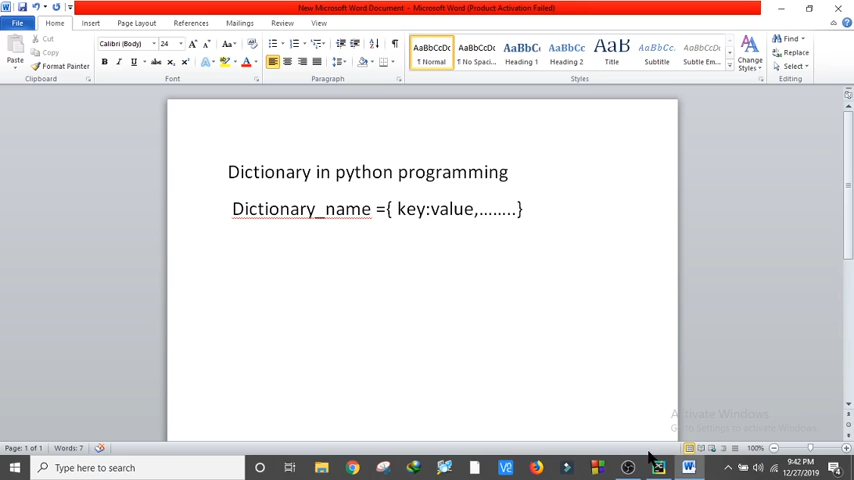 New Microsoft Word Document - Microsoft Word (Product Activation Failed)
File Home Insert Page Layout References Mailings Review View
Cut
Copy
Paste
Format Painter
Calibri (Body) 24
AaBbCcDc AaBbCcDc AaBbC AaBbCc AaB AaBbCc. AaBbCcDc
¶ Normal ¶ No Spaci... Heading 1 Heading 2 Title Subtitle Subtle Em...
Change
Styles
Find
Replace
Select
Clipboard Font Paragraph Styles Editing
Dictionary in python programming
Dictionary_name ={ key:value,........}
Activate Windows
Go to Settings to activate Windows.
Page: 1 of 1 Words: 7 100%
Type here to search
9:42 PM
12/27/2019
4